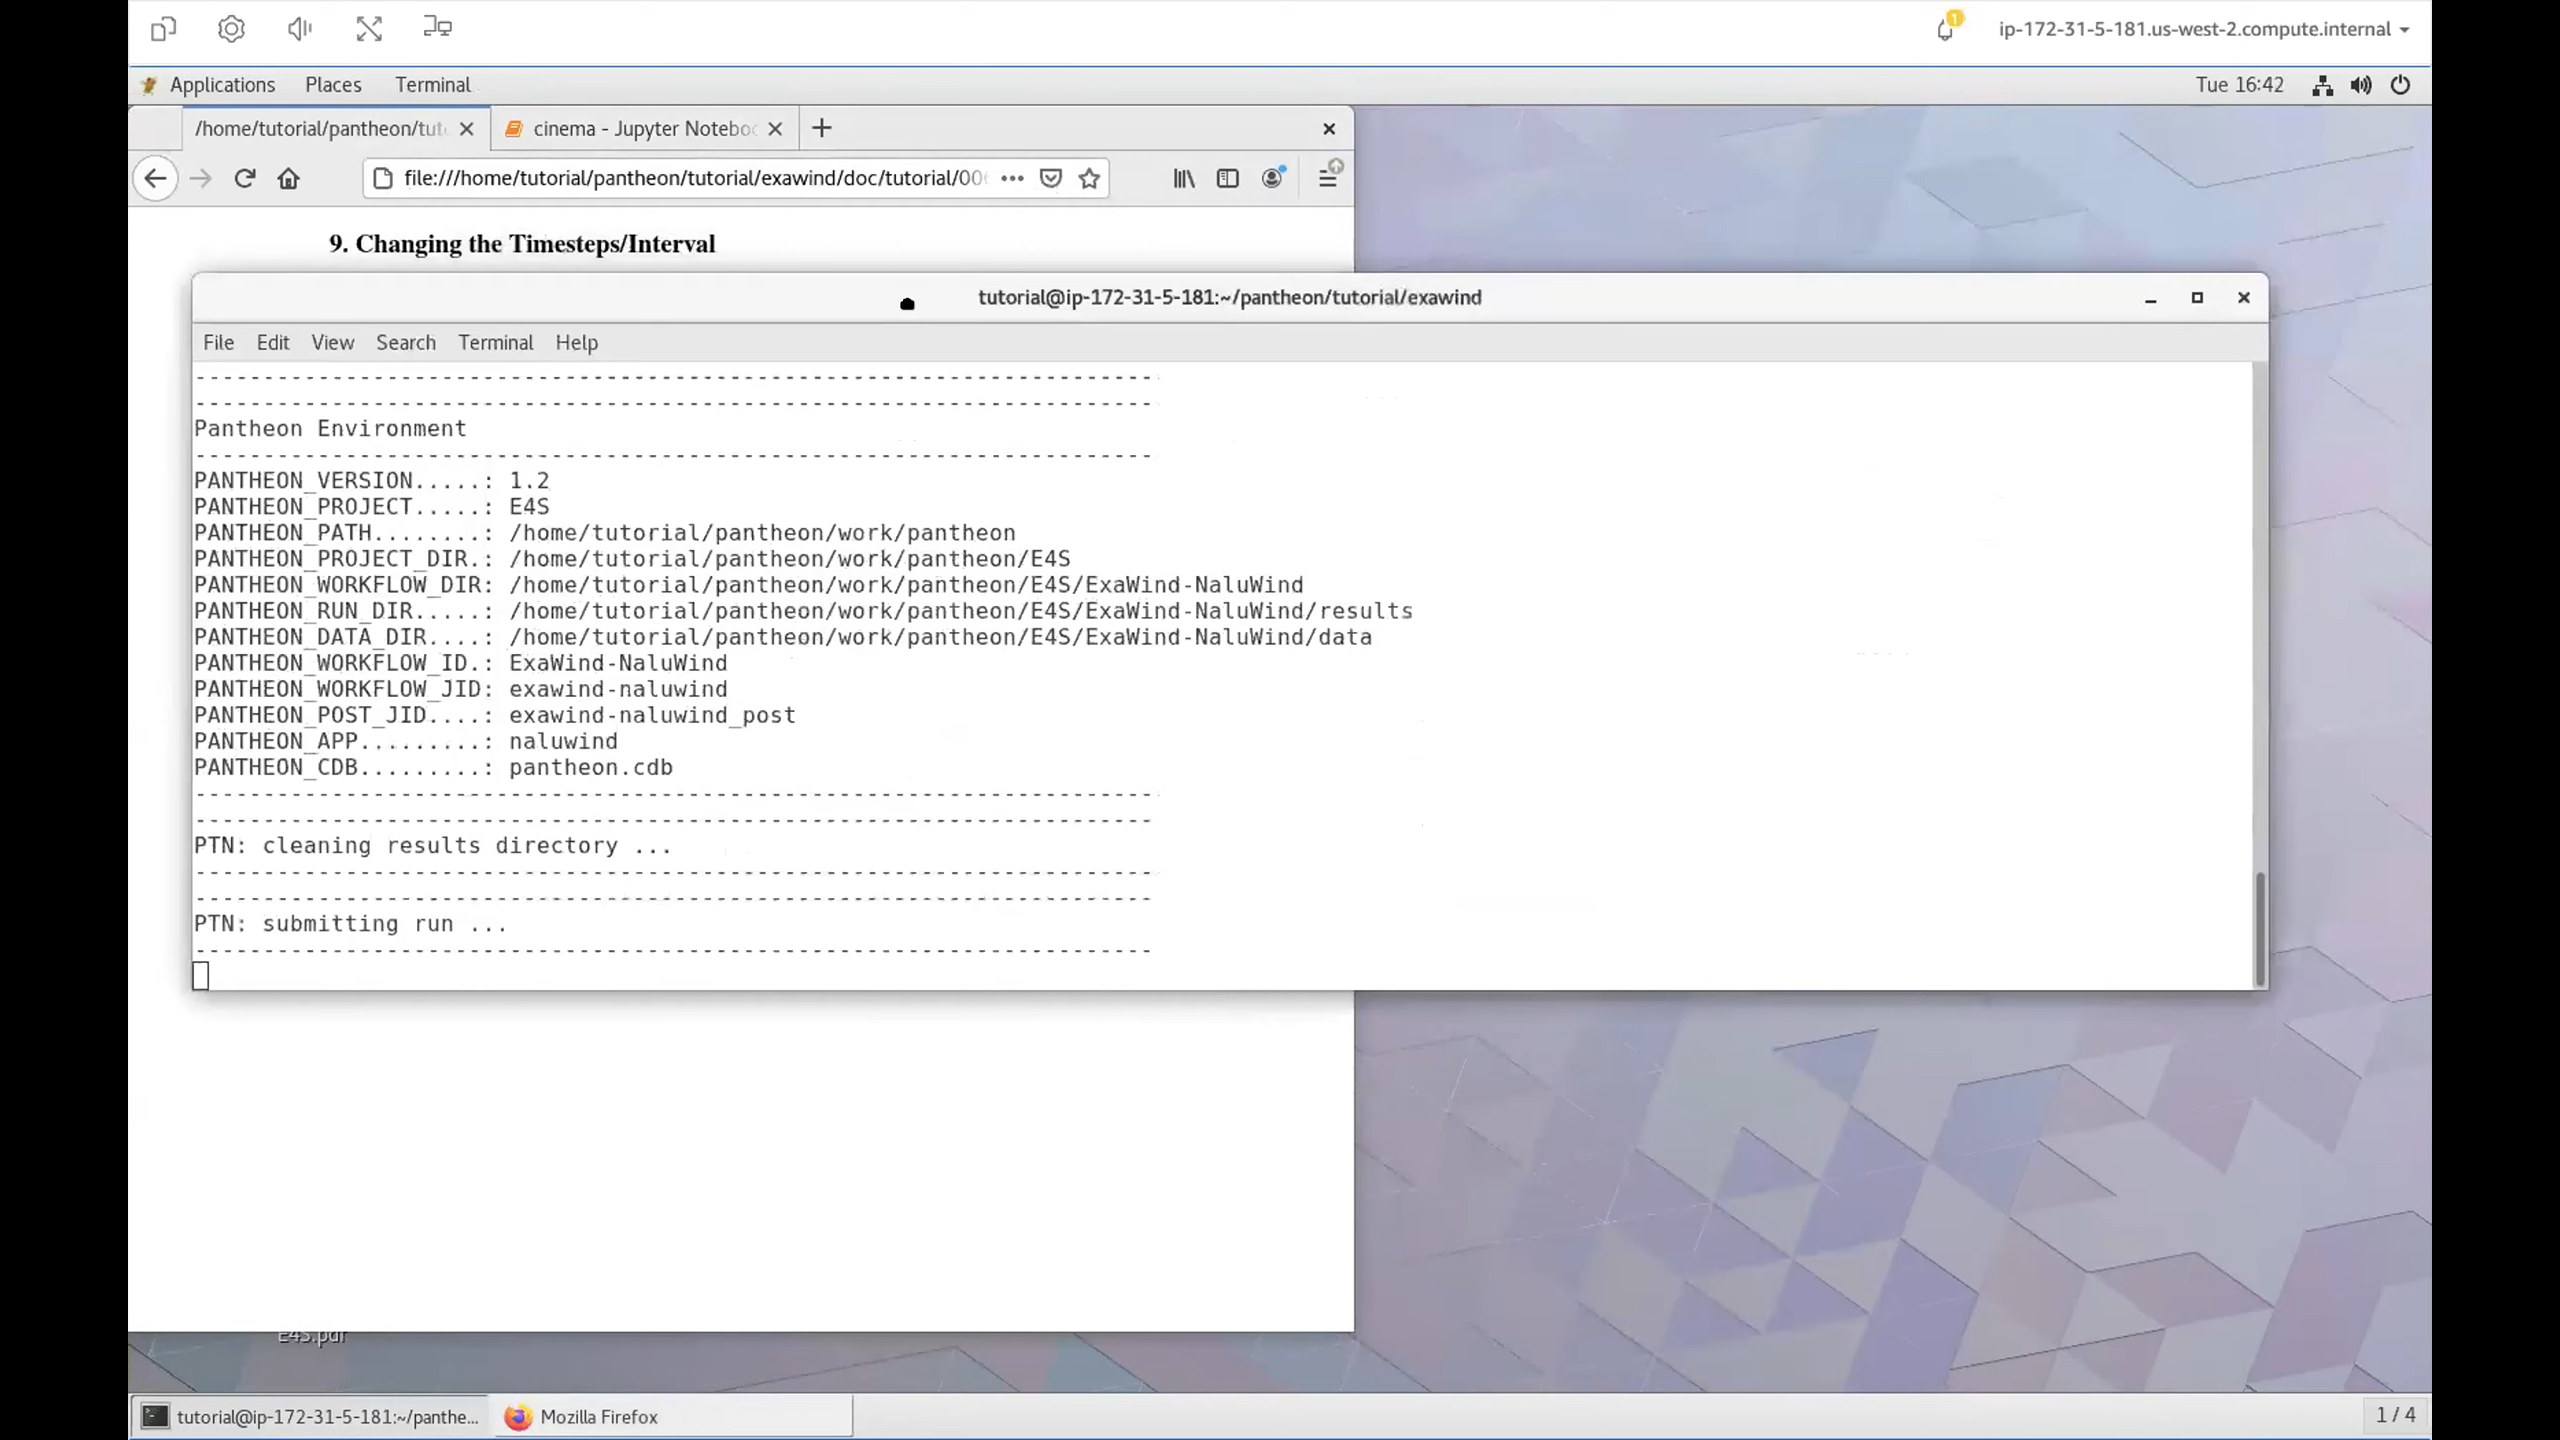 1
ip-172-31-5-181.us-west-2.compute.internal
Applications Places Terminal Tue 16:42
/home/tutorial/pantheon/tut cinema - Jupyter Noteboo
file:///home/tutorial/pantheon/tutorial/exawind/doc/tutorial/006
9. Changing the Timesteps/Interval
tutorial@ip-172-31-5-181:~/pantheon/tutorial/exawind
File Edit View Search Terminal Help
--------------------------------------------------------------------------------
--------------------------------------------------------------------------------
Pantheon Environment
--------------------------------------------------------------------------------
PANTHEON_VERSION.....: 1.2
PANTHEON_PROJECT.....: E4S
PANTHEON_PATH........: /home/tutorial/pantheon/work/pantheon
PANTHEON_PROJECT_DIR.: /home/tutorial/pantheon/work/pantheon/E4S
PANTHEON_WORKFLOW_DIR: /home/tutorial/pantheon/work/pantheon/E4S/ExaWind-NaluWind
PANTHEON_RUN_DIR.....: /home/tutorial/pantheon/work/pantheon/E4S/ExaWind-NaluWind/results
PANTHEON_DATA_DIR....: /home/tutorial/pantheon/work/pantheon/E4S/ExaWind-NaluWind/data
PANTHEON_WORKFLOW_ID.: ExaWind-NaluWind
PANTHEON_WORKFLOW_JID: exawind-naluwind
PANTHEON_POST_JID....: exawind-naluwind_post
PANTHEON_APP.........: naluwind
PANTHEON_CDB.........: pantheon.cdb
--------------------------------------------------------------------------------
--------------------------------------------------------------------------------
PTN: cleaning results directory ...
--------------------------------------------------------------------------------
--------------------------------------------------------------------------------
PTN: submitting run ...
--------------------------------------------------------------------------------
E4S.pdf
tutorial@ip-172-31-5-181:~/panthe... Mozilla Firefox 1 / 4